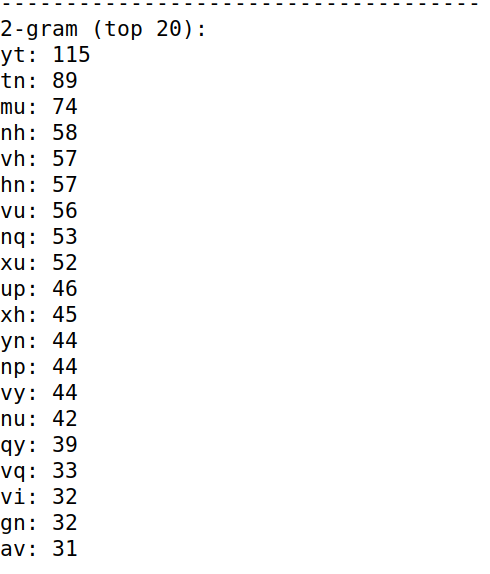 -------------------------------------
2-gram (top 20):
yt: 115
tn: 89
mu: 74
nh: 58
vh: 57
hn: 57
vu: 56
nq: 53
xu: 52
up: 46
xh: 45
yn: 44
np: 44
vy: 44
nu: 42
qy: 39
vq: 33
vi: 32
gn: 32
av: 31